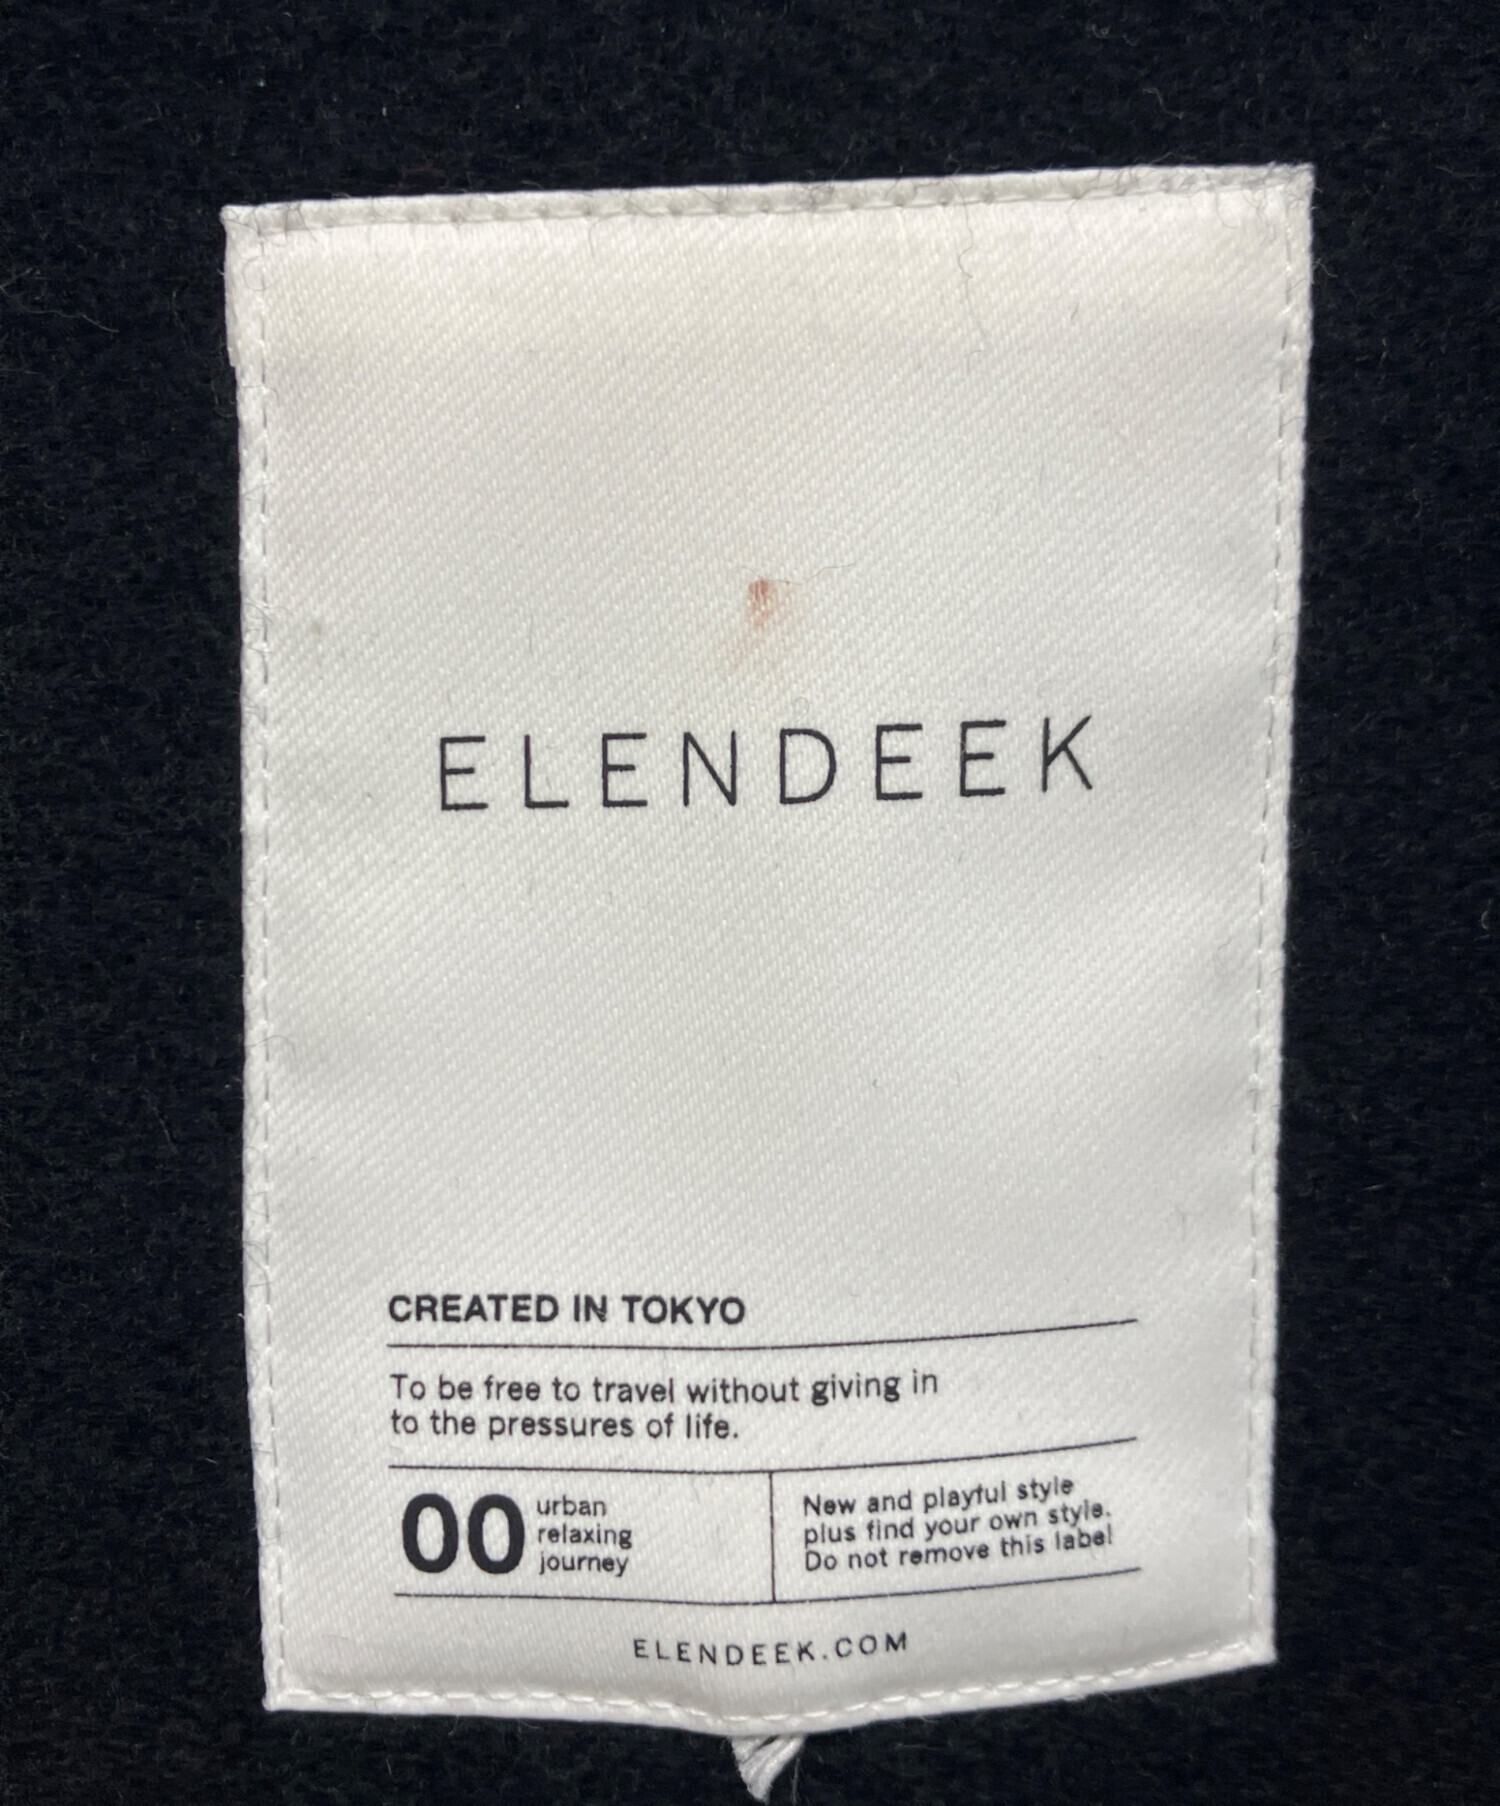 ELENDEEK
CREATED IN TOKYO
To be free to travel without giving in
to the pressures of life.
00
urban
relaxing
journey
New and playful style
plus find your own style.
Do not remove this label
ELENDEEK.COM